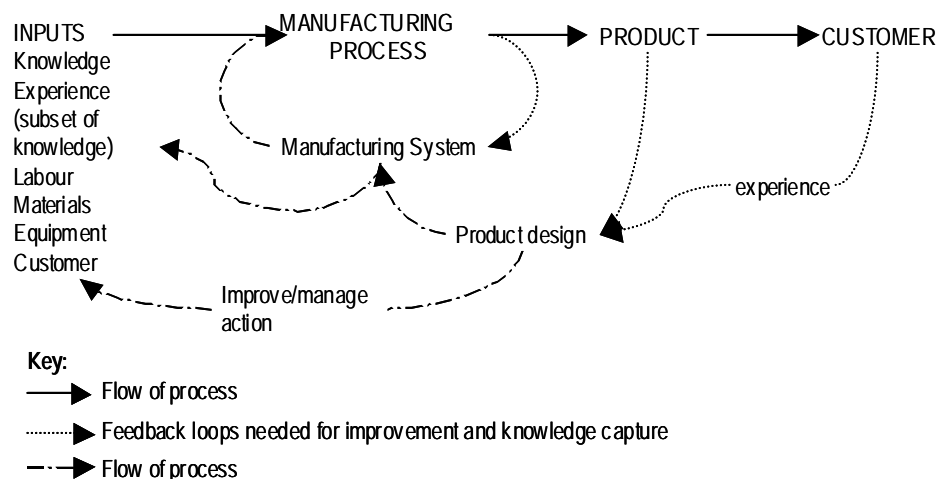 INPUTS
Knowledge
Experience
(subset of
knowledge)
Labour
Materials
Equipment
Customer
MANUFACTURING
PROCESS
PRODUCT
CUSTOMER
Manufacturing System
experience
Product design
Improve/manage
action
Key:
Flow of process
Feedback loops needed for improvement and knowledge capture
Flow of process